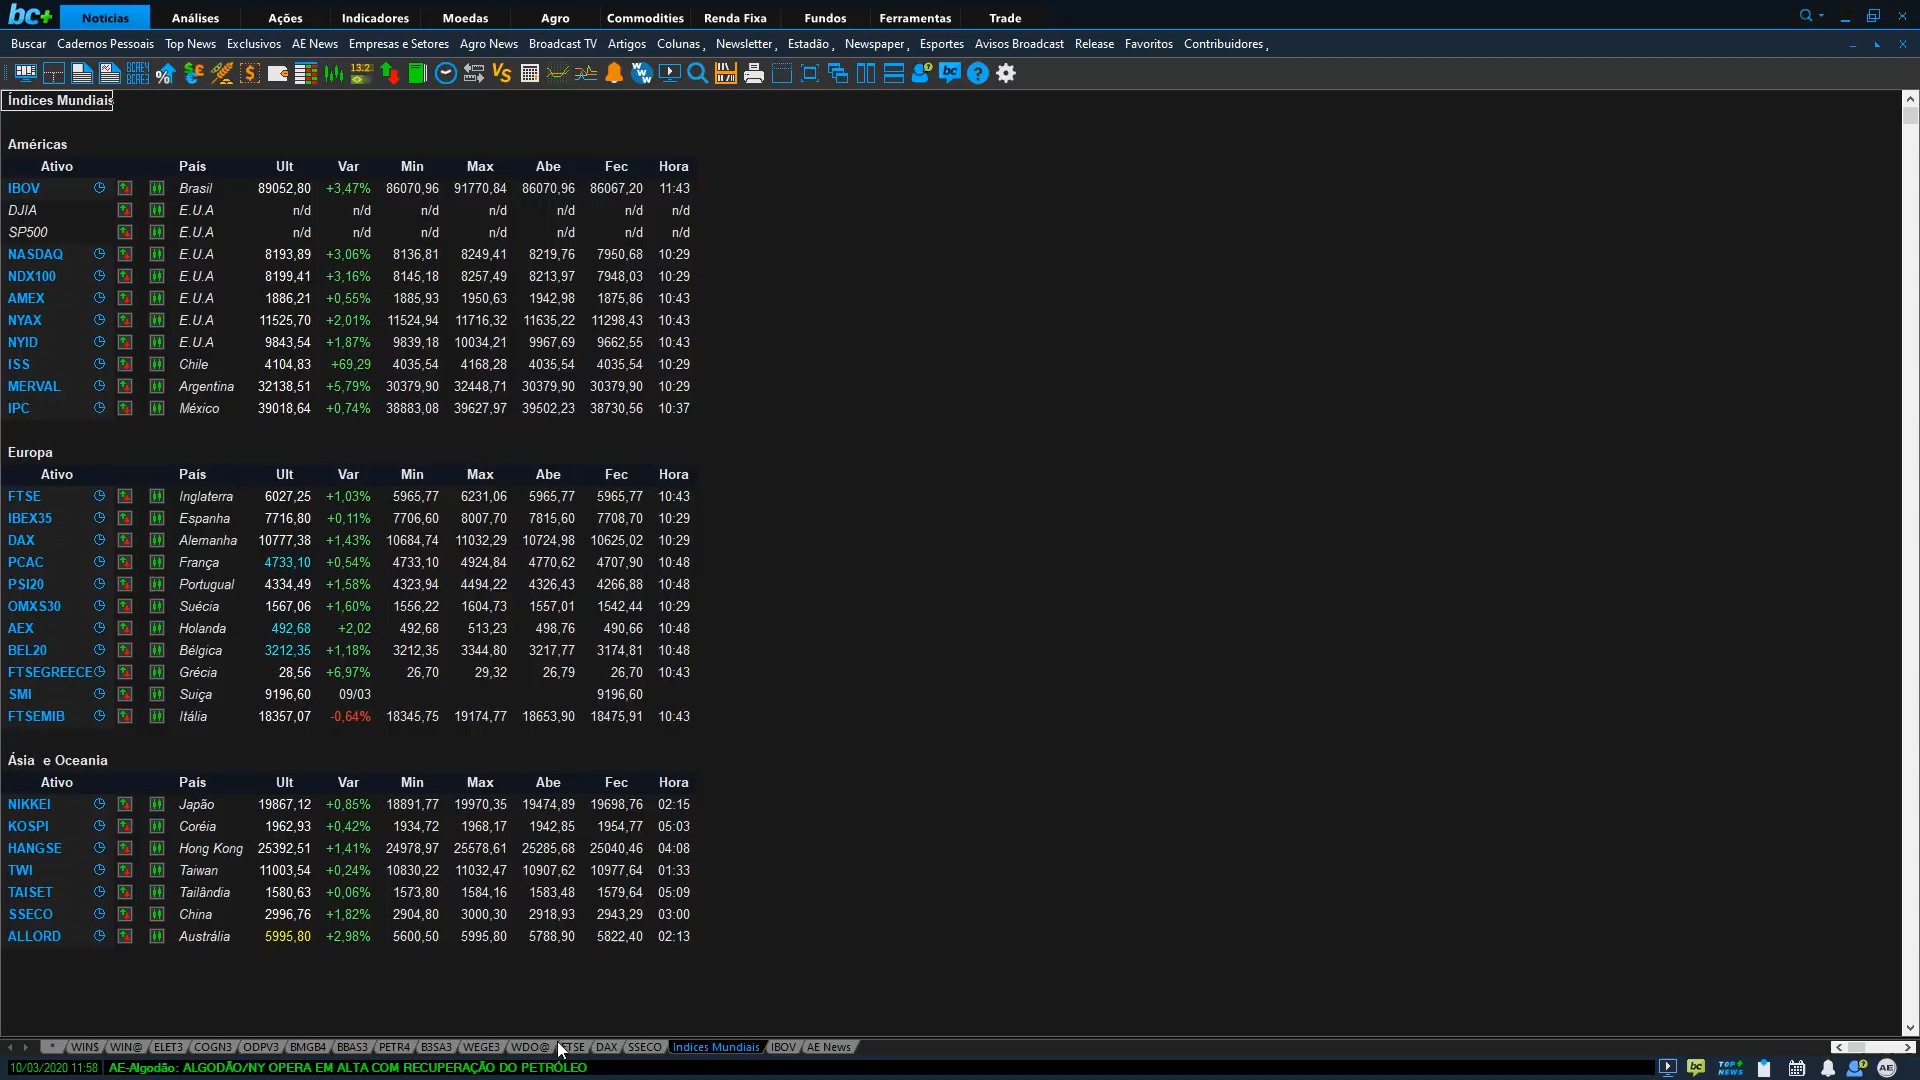 bc+ Notícias Análises Ações Indicadores Moedas Agro Commodities Renda Fixa Fundos Ferramentas Trade
Buscar Cadernos Pessoais Top News Exclusivos AE News Empresas e Setores Agro News Broadcast TV Artigos Colunas Newsletter Estadão Newspaper Esportes Avisos Broadcast Release Favoritos Contribuidores
Índices Mundiais
Américas
Ativo País Ult Var Min Max Abe Fec Hora
IBOV Brasil 89052,80 +3,47% 86070,96 91770,84 86070,96 86067,20 11:43
DJIA E.U.A n/d n/d n/d n/d n/d n/d n/d
SP500 E.U.A n/d n/d n/d n/d n/d n/d n/d
NASDAQ E.U.A 8193,89 +3,06% 8136,81 8249,41 8219,76 7950,68 10:29
NDX100 E.U.A 8199,41 +3,16% 8145,18 8257,49 8213,97 7948,03 10:29
AMEX E.U.A 1886,21 +0,55% 1885,93 1950,63 1942,98 1875,86 10:43
NYAX E.U.A 11525,70 +2,01% 11524,94 11716,32 11635,22 11298,43 10:43
NYID E.U.A 9843,54 +1,87% 9839,18 10034,21 9967,69 9662,55 10:43
ISS Chile 4104,83 +69,29 4035,54 4168,28 4035,54 4035,54 10:29
MERVAL Argentina 32138,51 +5,79% 30379,90 32448,71 30379,90 30379,90 10:29
IPC México 39018,64 +0,74% 38883,08 39627,97 39502,23 38730,56 10:37
Europa
Ativo País Ult Var Min Max Abe Fec Hora
FTSE Inglaterra 6027,25 +1,03% 5965,77 6231,06 5965,77 5965,77 10:43
IBEX35 Espanha 7716,80 +0,11% 7706,60 8007,70 7815,60 7708,70 10:29
DAX Alemanha 10777,38 +1,43% 10684,74 11032,29 10724,98 10625,02 10:29
PCAC França 4733,10 +0,54% 4733,10 4924,84 4770,62 4707,90 10:48
PSI20 Portugual 4334,49 +1,58% 4323,94 4494,22 4326,43 4266,88 10:48
OMXS30 Suécia 1567,06 +1,60% 1556,22 1604,73 1557,01 1542,44 10:29
AEX Holanda 492,68 +2,02 492,68 513,23 498,76 490,66 10:48
BEL20 Bélgica 3212,35 +1,18% 3212,35 3344,80 3217,77 3174,81 10:48
FTSEGREECE Grécia 28,56 +6,97% 26,70 29,32 26,79 26,70 10:43
SMI Suiça 9196,60 09/03 9196,60
FTSEMIB Itália 18357,07 -0,64% 18345,75 19174,77 18653,90 18475,91 10:43
Ásia e Oceania
Ativo País Ult Var Min Max Abe Fec Hora
NIKKEI Japão 19867,12 +0,85% 18891,77 19970,35 19474,89 19698,76 02:15
KOSPI Coréia 1962,93 +0,42% 1934,72 1968,17 1942,85 1954,77 05:03
HANGSE Hong Kong 25392,51 +1,41% 24978,97 25578,61 25285,68 25040,46 04:08
TWI Taiwan 11003,54 +0,24% 10830,22 11032,47 10907,62 10977,64 01:33
TAISET Tailândia 1580,63 +0,06% 1573,80 1584,16 1583,48 1579,64 05:09
SSECO China 2996,76 +1,82% 2904,80 3000,30 2918,93 2943,29 03:00
ALLORD Austrália 5995,80 +2,98% 5600,50 5995,80 5788,90 5822,40 02:13
* WINS WIN@ ELET3 COGN3 ODPV3 BMGB4 BBAS3 PETR4 B3SA3 WEGE3 WDO@ DAX SSECO Indices Mundiais IBOV AE News
10/03/2020 11:58 AE-Algodão: ALGODÃO/NY OPERA EM ALTA COM RECUPERAÇÃO DO PETRÓLEO bc TOP+ NEWS AE